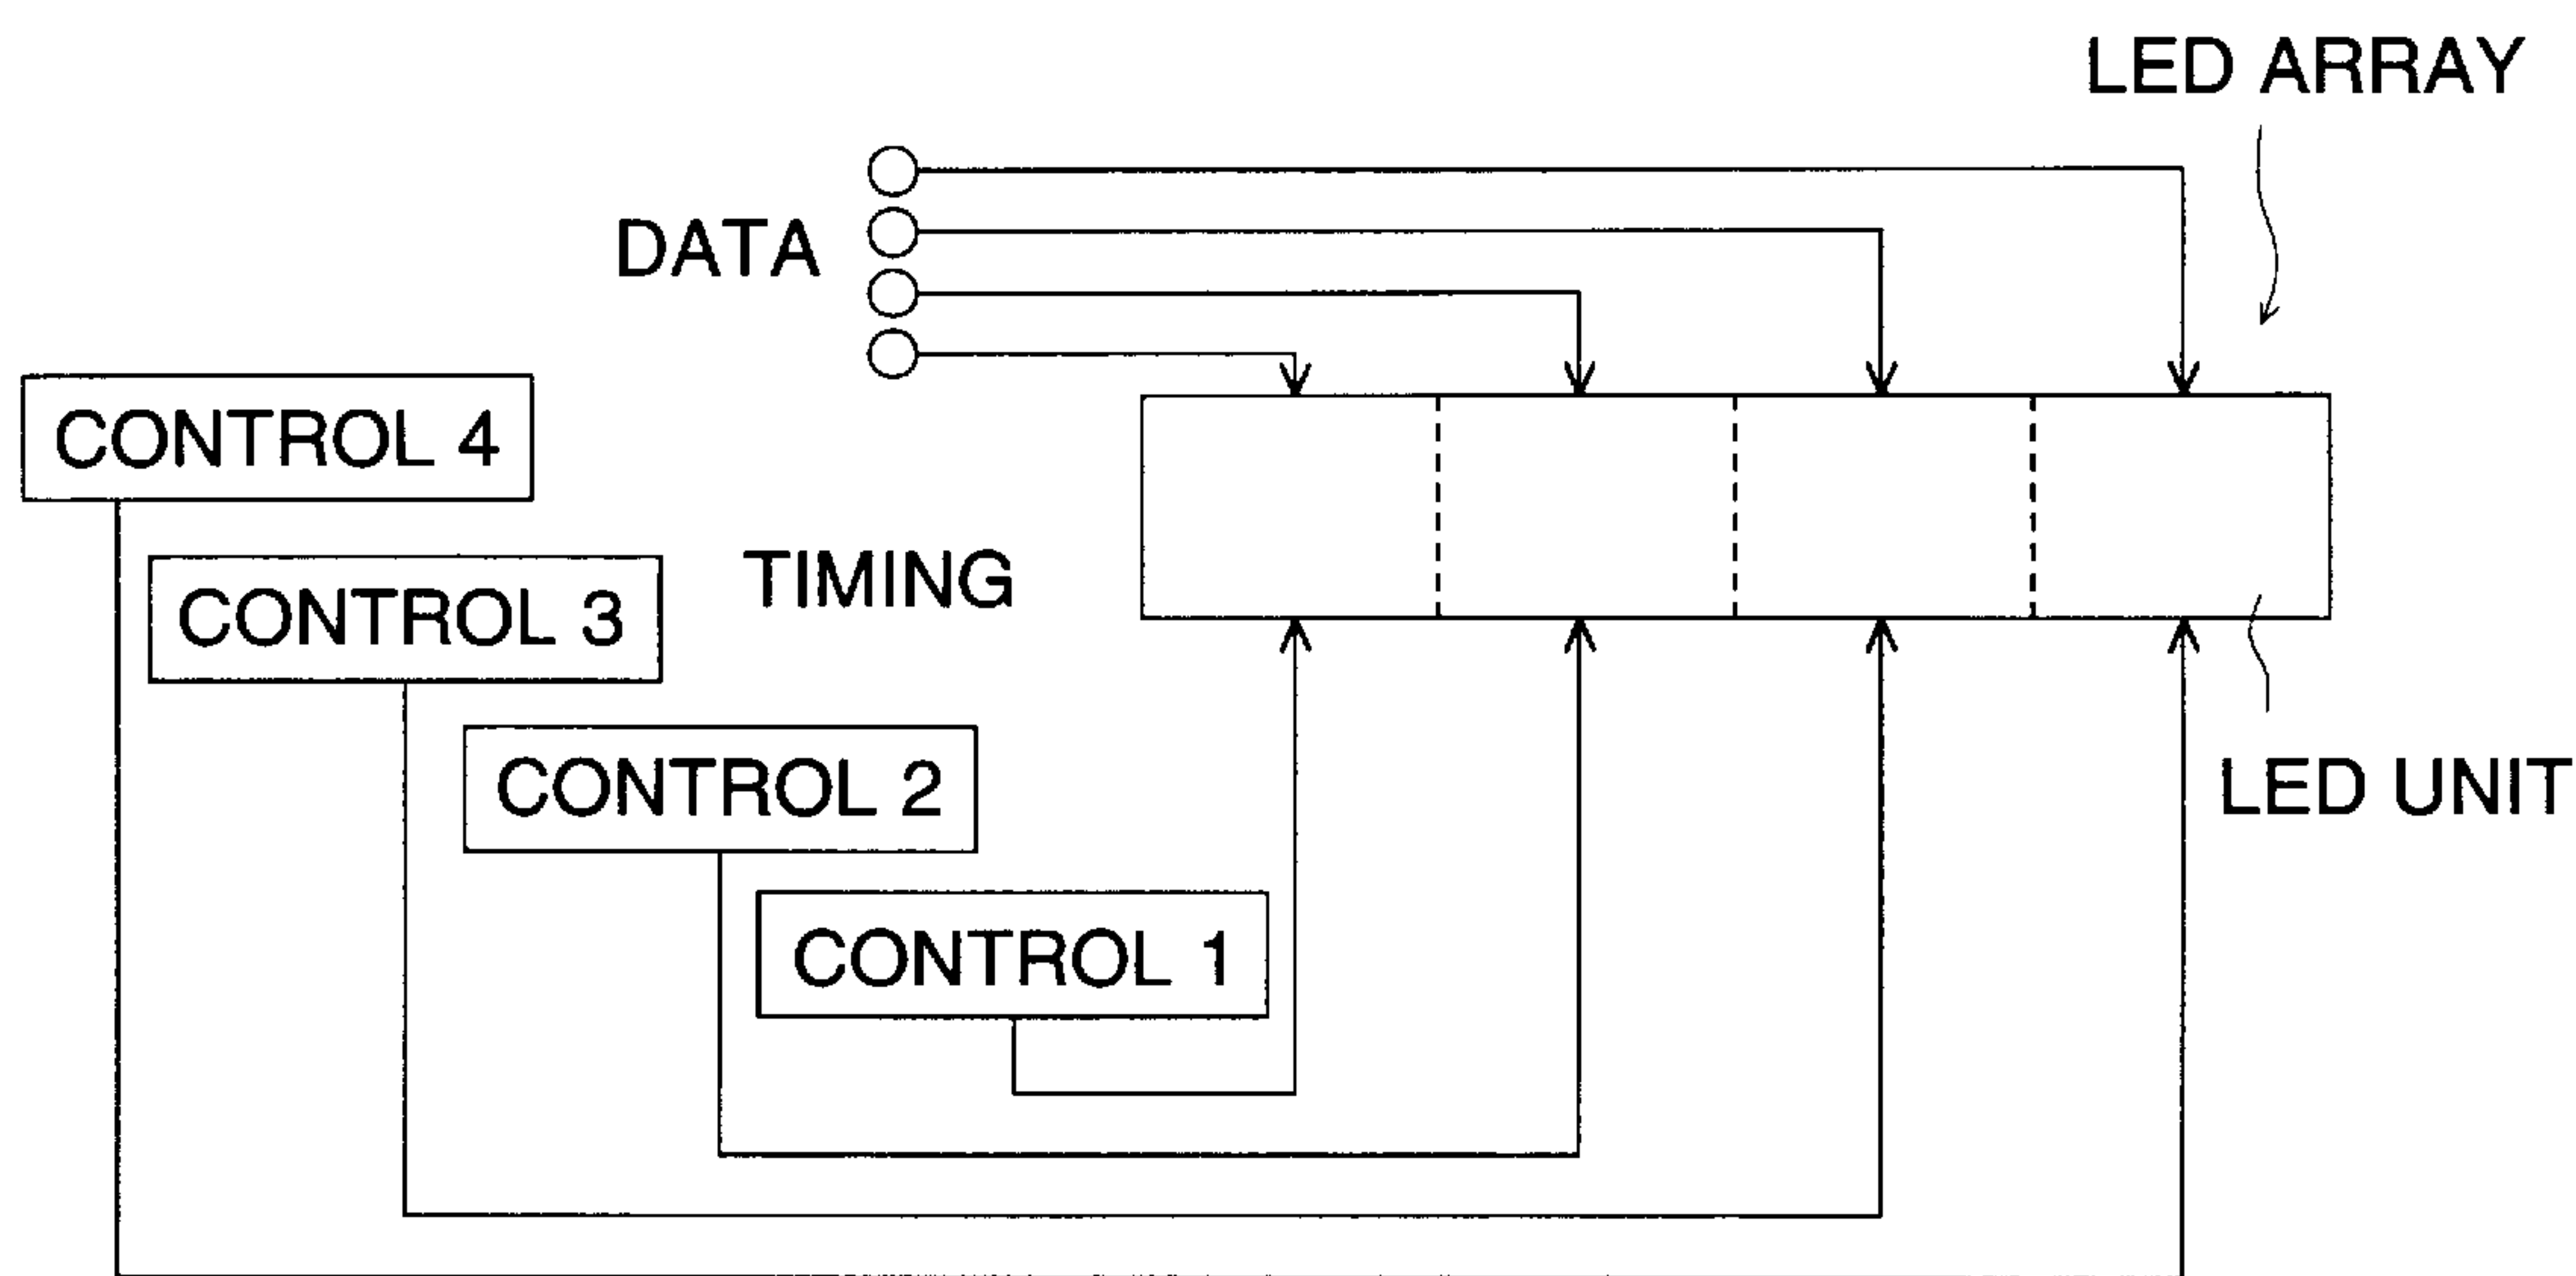 LED ARRAY
DATA
CONTROL 4
TIMING
CONTROL 3
CONTROL 2
LED UNIT
CONTROL 1